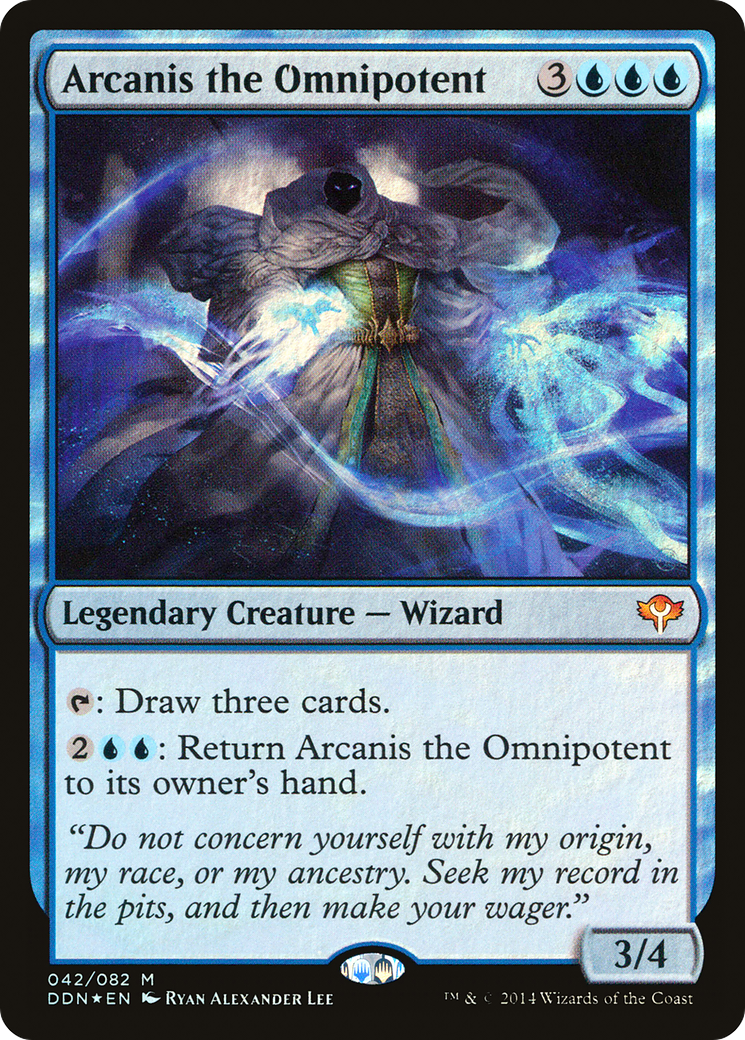 Arcanis the Omnipotent 3
Legendary Creature — Wizard
: Draw three cards.
2 : Return Arcanis the Omnipotent
to its owner's hand.
“Do not concern yourself with my origin,
my race, or my ancestry. Seek my record in
the pits, and then make your wager.”
3/4
042/082 M
DDN★EN Ryan Alexander Lee
™ & © 2014 Wizards of the Coast